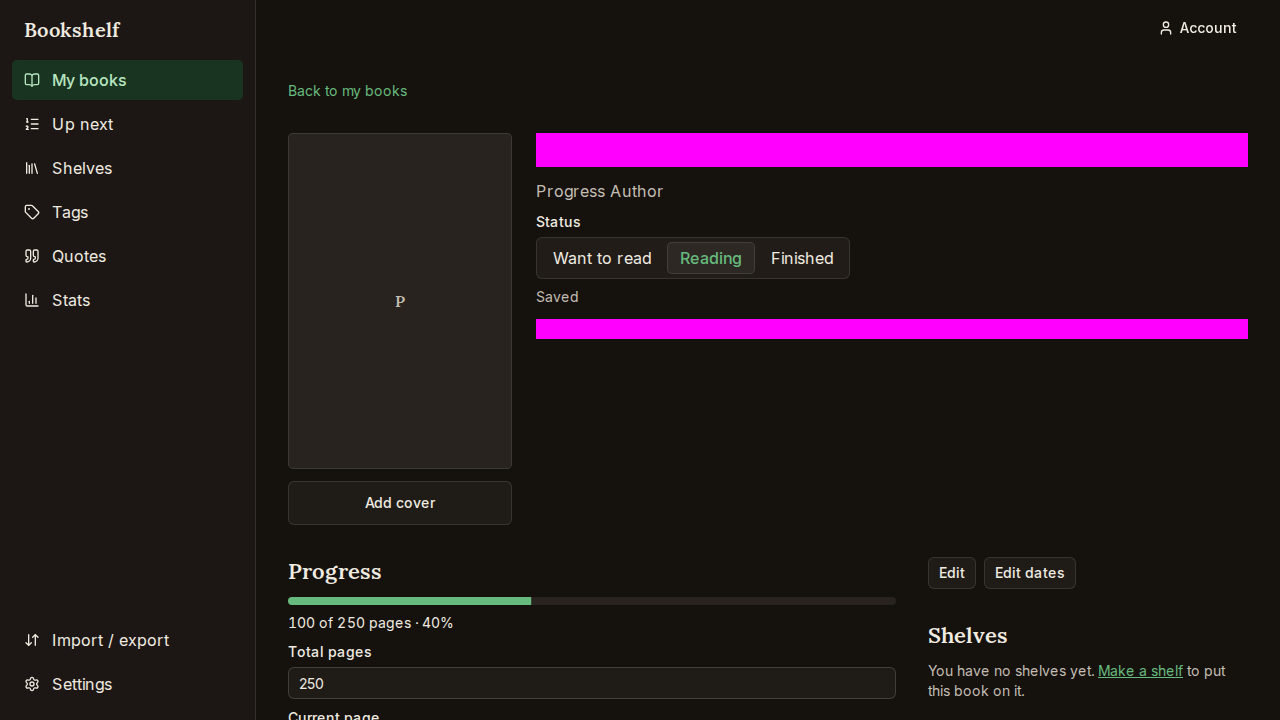 Bookshelf
My books
Up next
Shelves
Tags
Quotes
Stats
Import / export
Settings
Account
Back to my books
P
Add cover
Progress Author
Status
Want to read
Reading
Finished
Saved
Progress
100 of 250 pages · 40%
Total pages
250
Current page
Edit
Edit dates
Shelves
You have no shelves yet. Make a shelf to put
this book on it.